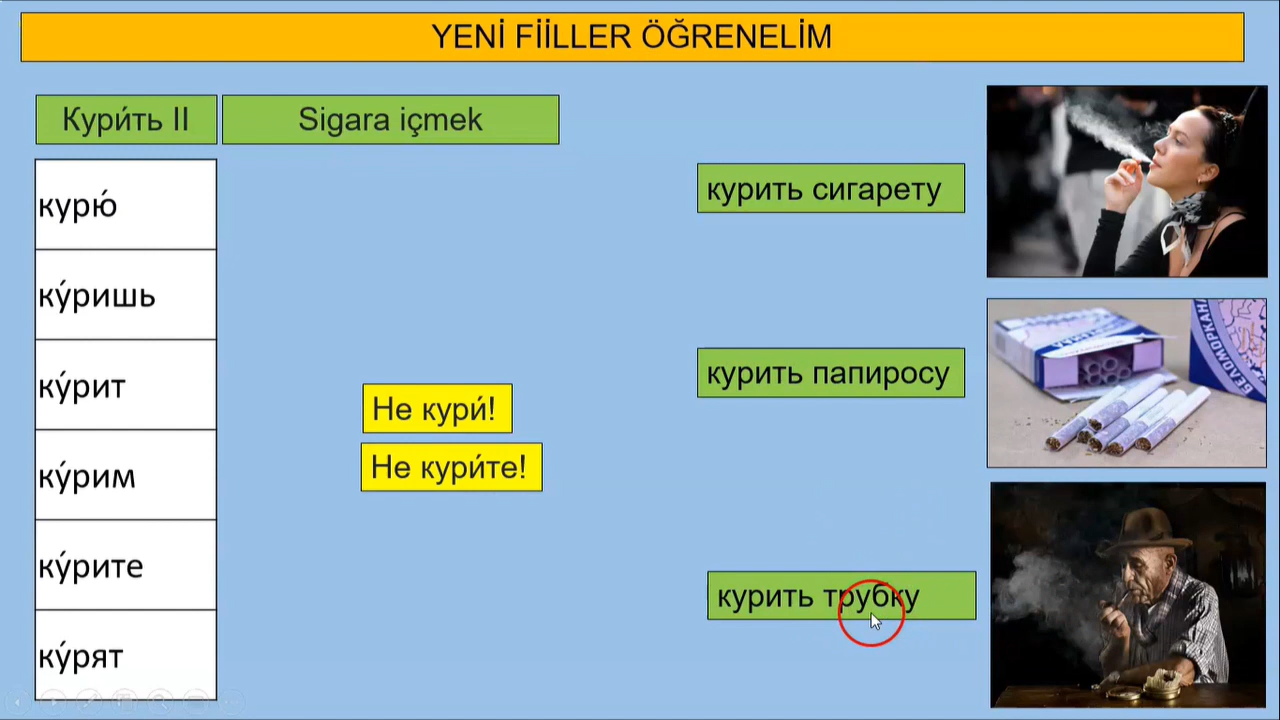 YENİ FİİLLER ÖĞRENELİM
Кури́ть II
Sigara içmek
курю́
ку́ришь
ку́рит
ку́рим
ку́рите
ку́рят
Не кури́!
Не кури́те!
курить сигарету
курить папиросу
курить трубку
БЕЛОМОРКАНА